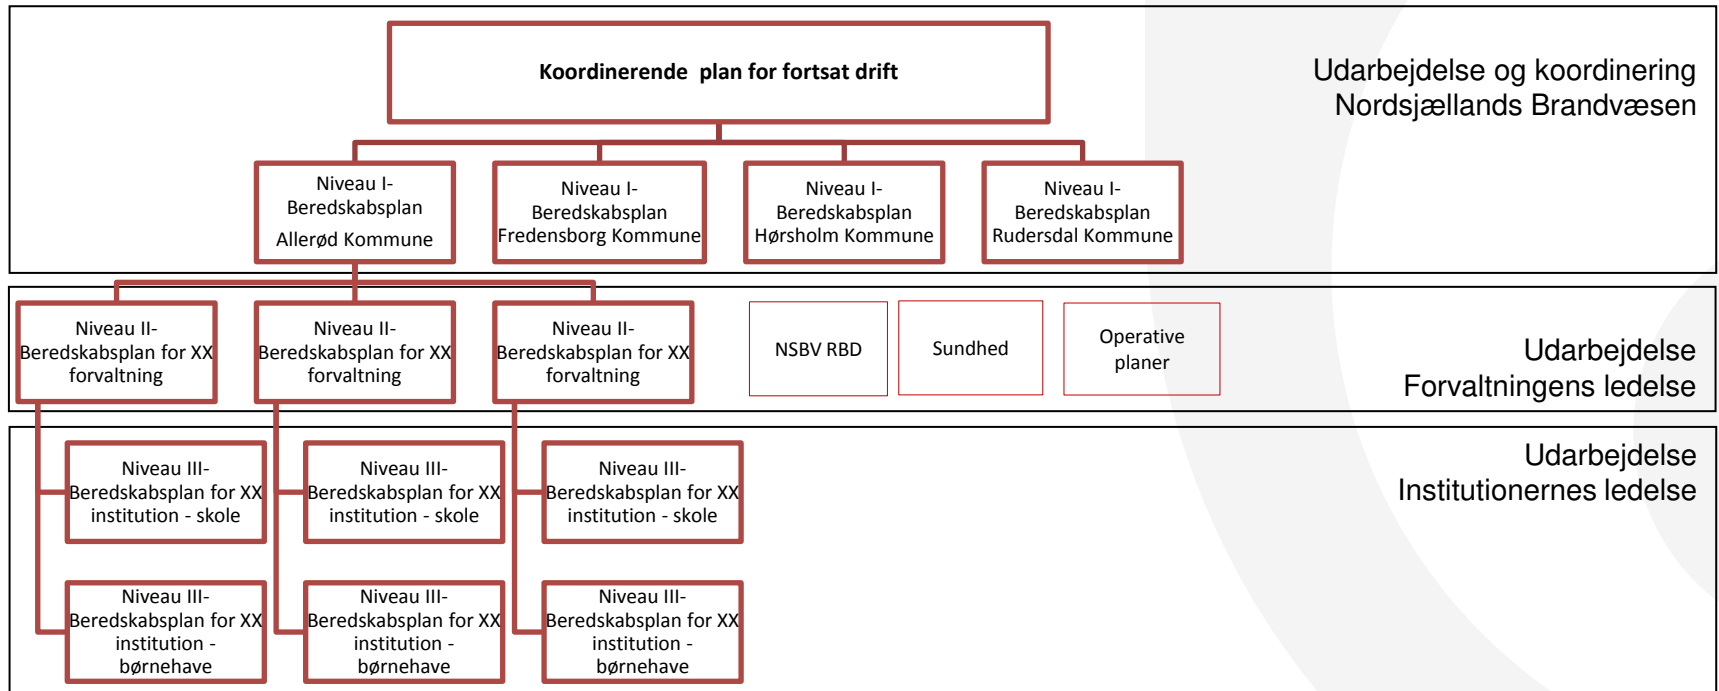 Koordinerende plan for fortsat drift
Udarbejdelse og koordinering
Nordsjællands Brandvæsen
Niveau I-
Beredskabsplan
Allerød Kommune
Niveau I-
Beredskabsplan
Fredensborg Kommune
Niveau I-
Beredskabsplan
Hørsholm Kommune
Niveau I-
Beredskabsplan
Rudersdal Kommune
Niveau II-
Beredskabsplan for XX
forvaltning
Niveau II-
Beredskabsplan for XX
forvaltning
Niveau II-
Beredskabsplan for XX
forvaltning
NSBV RBD
Sundhed
Operative
planer
Udarbejdelse
Forvaltningens ledelse
Niveau III-
Beredskabsplan for XX
institution - skole
Niveau III-
Beredskabsplan for XX
institution - skole
Niveau III-
Beredskabsplan for XX
institution - skole
Udarbejdelse
Institutionernes ledelse
Niveau III-
Beredskabsplan for XX
institution -
børnehave
Niveau III-
Beredskabsplan for XX
institution -
børnehave
Niveau III-
Beredskabsplan for XX
institution -
børnehave